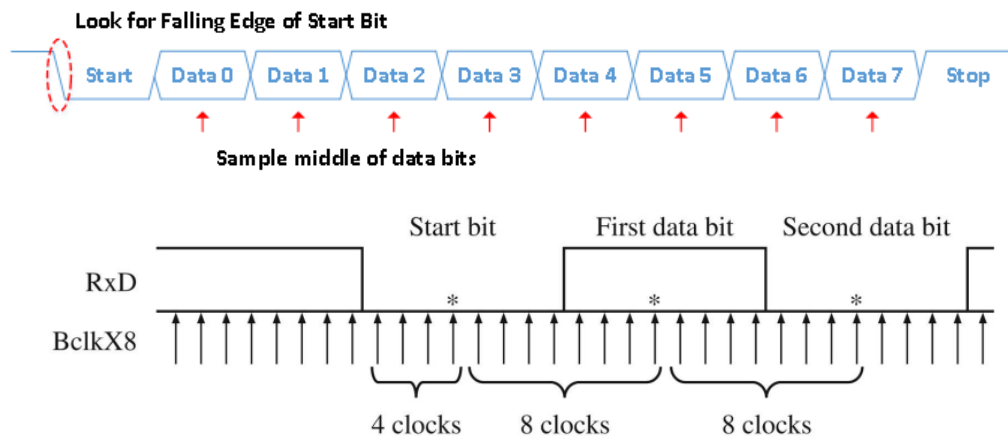 Look for Falling Edge of Start Bit
Start Data 0 Data 1 Data 2 Data 3 Data 4 Data 5 Data 6 Data 7 Stop
Sample middle of data bits
Start bit First data bit Second data bit
RxD * * *
BclkX8
4 clocks 8 clocks 8 clocks